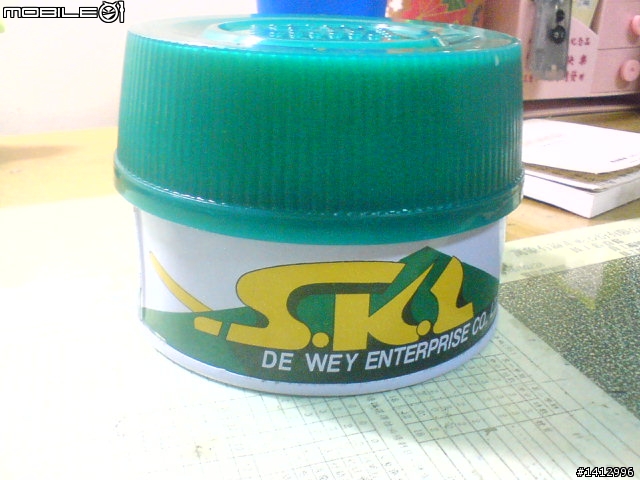 MOBILE01
S.K.L
DE WEY ENTERPRISE CO.
#1412996